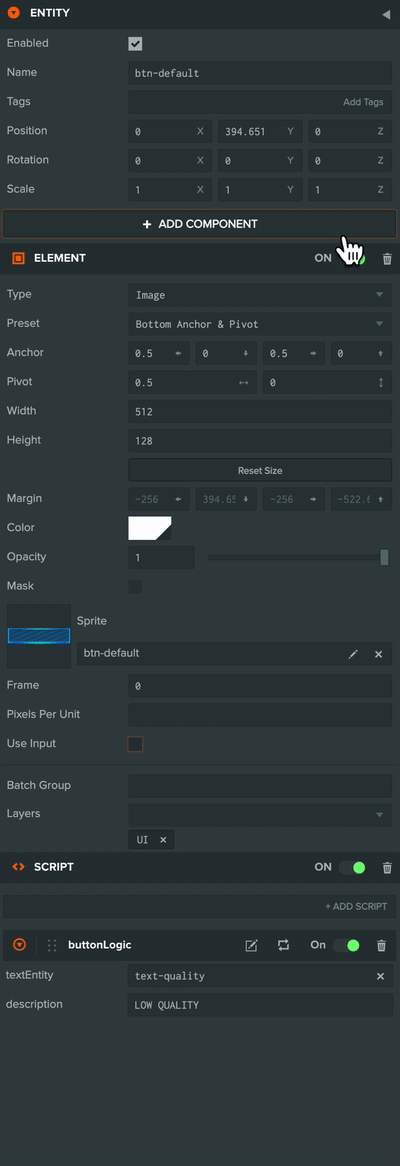 ENTITY
Enabled
Name btn-default
Tags Add Tags
Position 0 X 394.651 Y 0 Z
Rotation 0 X 0 Y 0 Z
Scale 1 X 1 Y 1 Z
+ ADD COMPONENT
ELEMENT ON
Type Image
Preset Bottom Anchor & Pivot
Anchor 0.5 0 0.5 0
Pivot 0.5 0
Width 512
Height 128
Reset Size
Margin -256 394.65 -256 -522.6
Color
Opacity 1
Mask
Sprite
btn-default
Frame 0
Pixels Per Unit
Use Input
Batch Group
Layers
UI
SCRIPT ON
+ ADD SCRIPT
buttonLogic On
textEntity text-quality
description LOW QUALITY